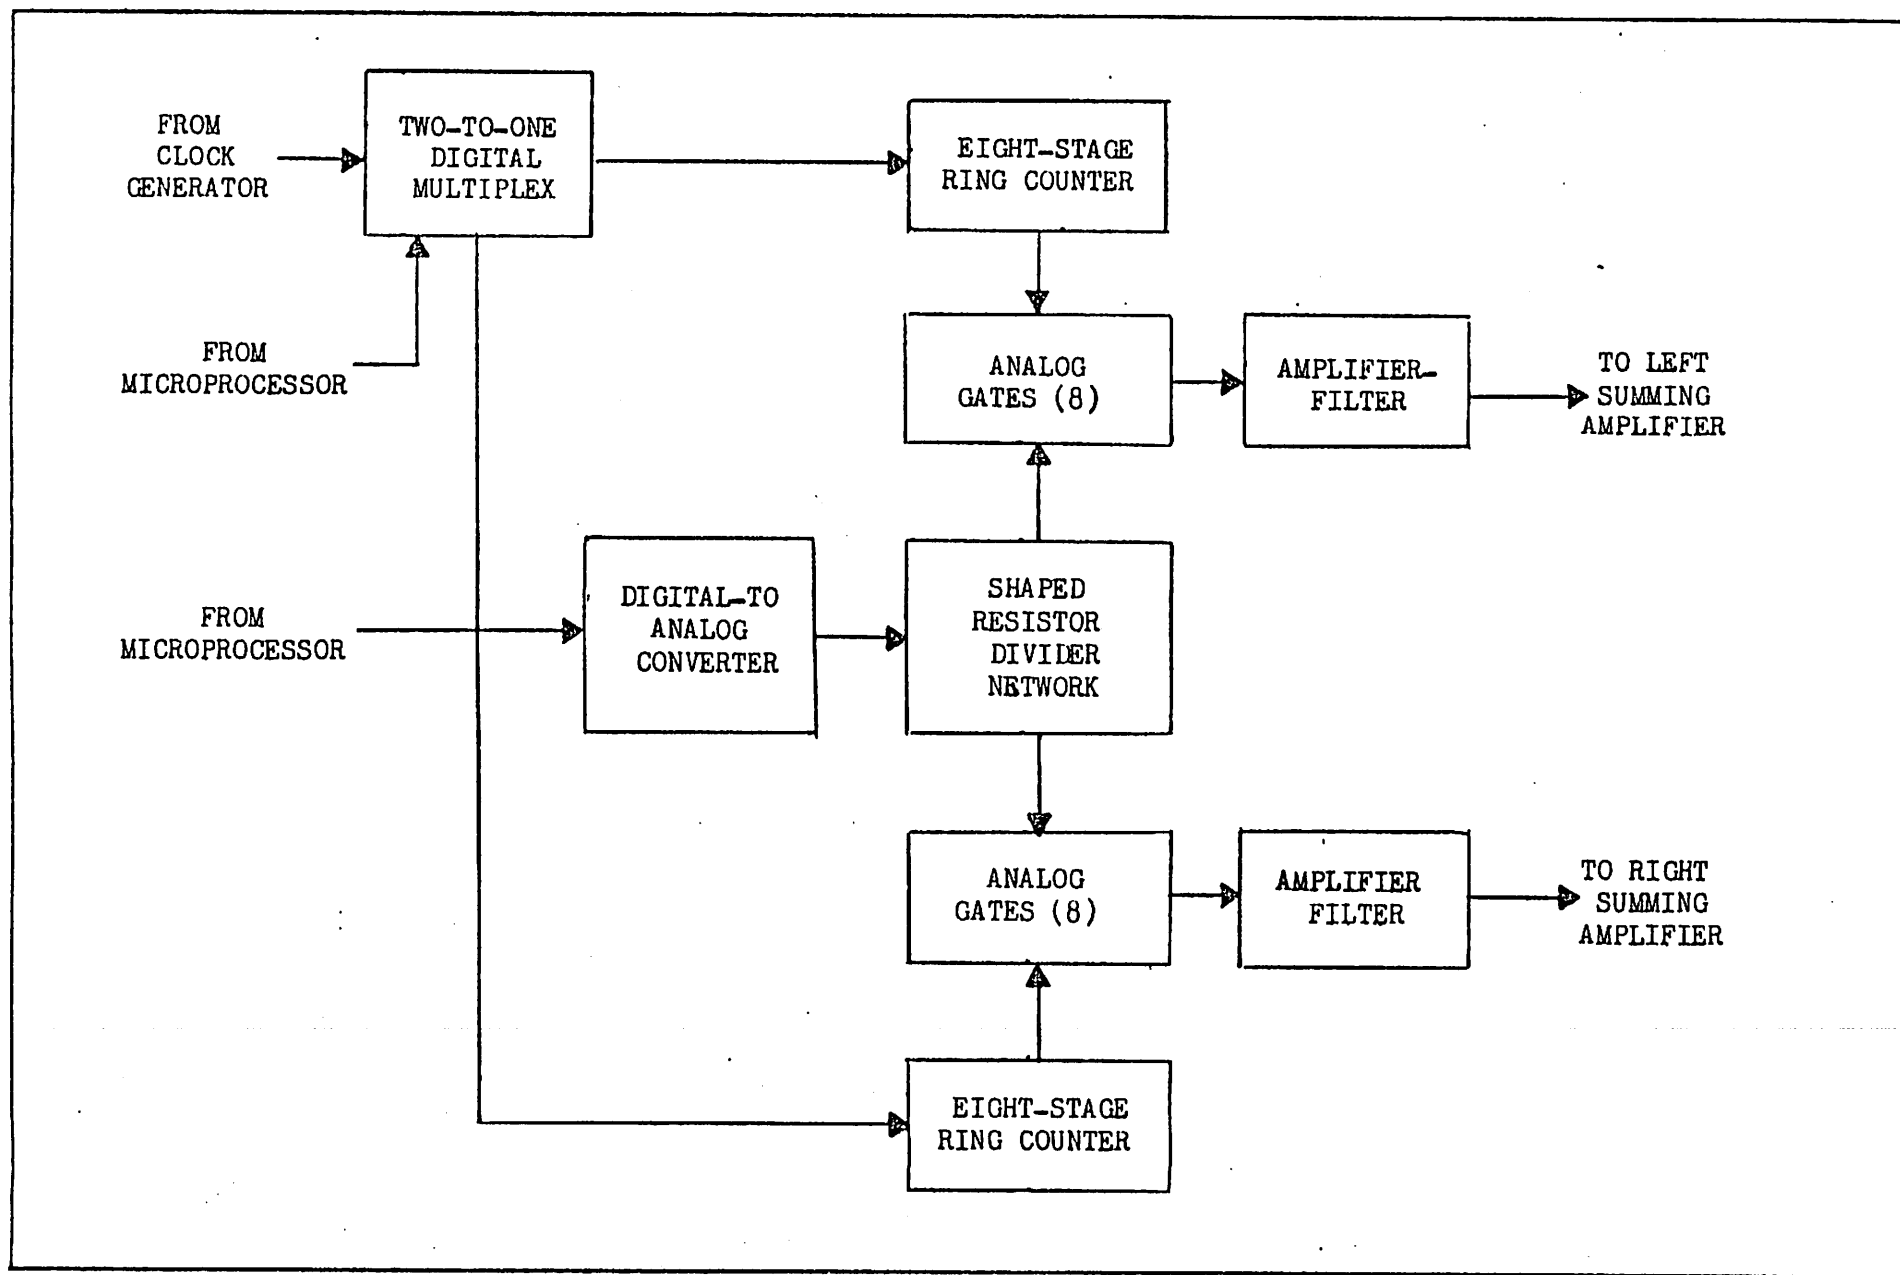 FROM
CLOCK
GENERATOR
TWO-TO-ONE
DIGITAL
MULTIPLEX
EIGHT-STAGE
RING COUNTER
FROM
MICROPROCESSOR
ANALOG
GATES (8)
AMPLIFIER-
FILTER
TO LEFT
SUMMING
AMPLIFIER
FROM
MICROPROCESSOR
DIGITAL-TO
ANALOG
CONVERTER
SHAPED
RESISTOR
DIVIDER
NETWORK
ANALOG
GATES (8)
AMPLIFIER
FILTER
TO RIGHT
SUMMING
AMPLIFIER
EIGHT-STAGE
RING COUNTER